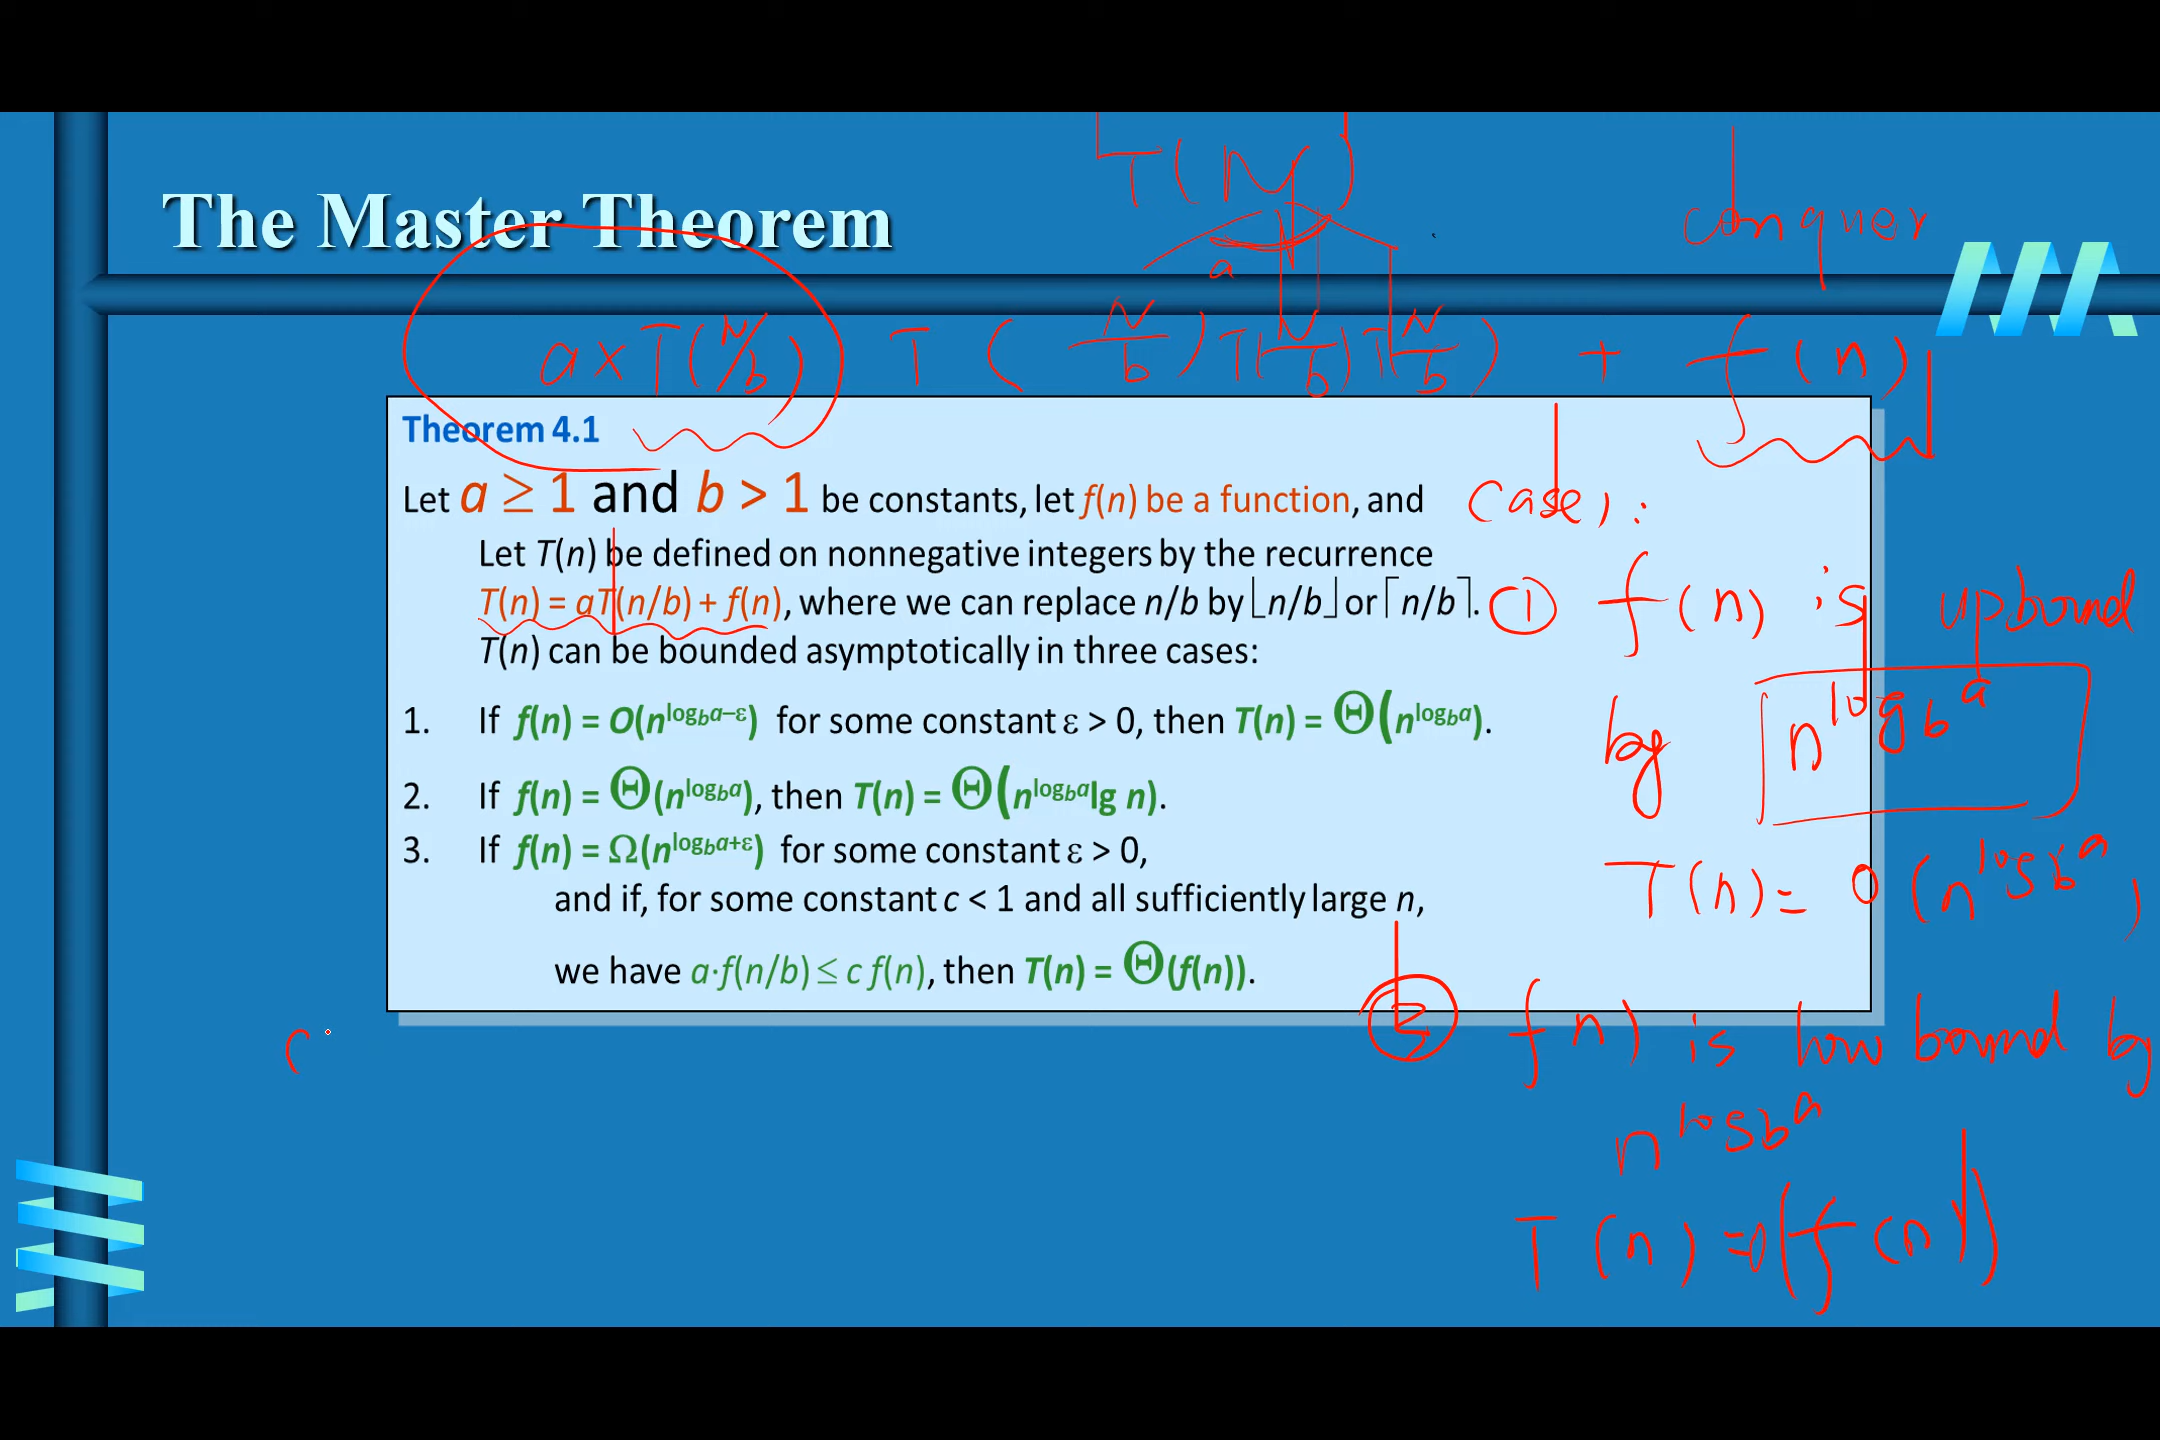 T(N)
conquer
The Master Theorem
a
a × T(N/b) T(N/b) T(N/b) T(N/b) + f(n)
Theorem 4.1
Let a ≥ 1 and b > 1 be constants, let f(n) be a function, and
case 1:
Let T(n) be defined on nonnegative integers by the recurrence
T(n) = aT(n/b) + f(n), where we can replace n/b by ⌊n/b⌋ or ⌈n/b⌉.
① f(n) is upbound
T(n) can be bounded asymptotically in three cases:
1. If f(n) = O(n^(log_b a–ε)) for some constant ε > 0, then T(n) = Θ(n^(log_b a)).
by n^(log_b a)
2. If f(n) = Θ(n^(log_b a)), then T(n) = Θ(n^(log_b a) lg n).
3. If f(n) = Ω(n^(log_b a+ε)) for some constant ε > 0,
T(n) = O(n^(log_b a))
and if, for some constant c < 1 and all sufficiently large n,
we have a·f(n/b) ≤ c f(n), then T(n) = Θ(f(n)).
f n) is low bound by
n^(log_b a)
T(n) = O(f(n))